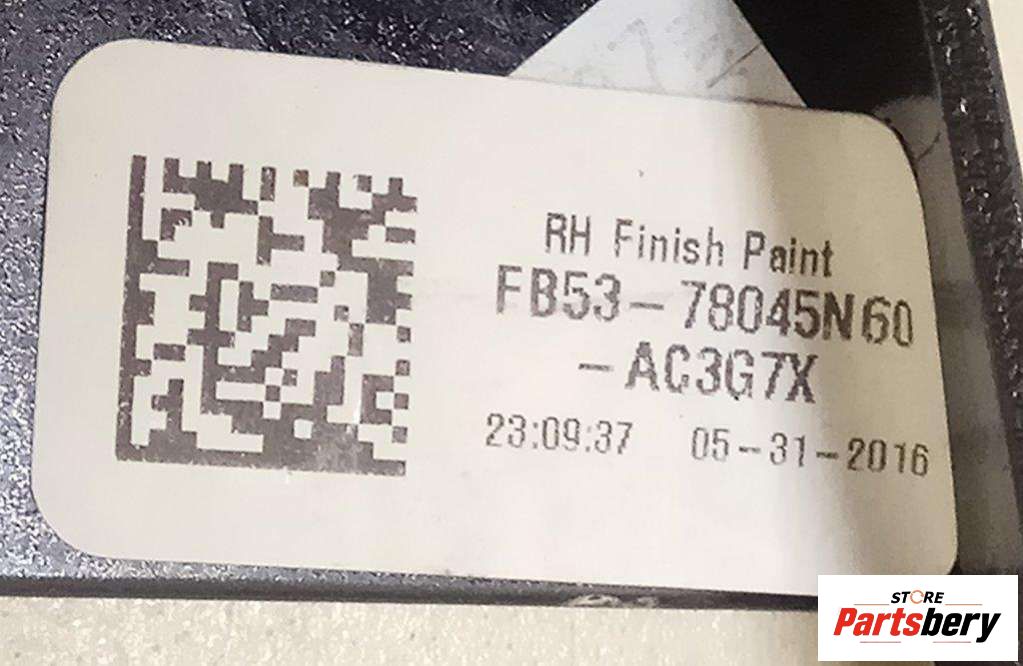 RH Finish Paint
FB53-78045N60
-AC3G7X
23:09:37 05-31-2016
STORE
Partsbery